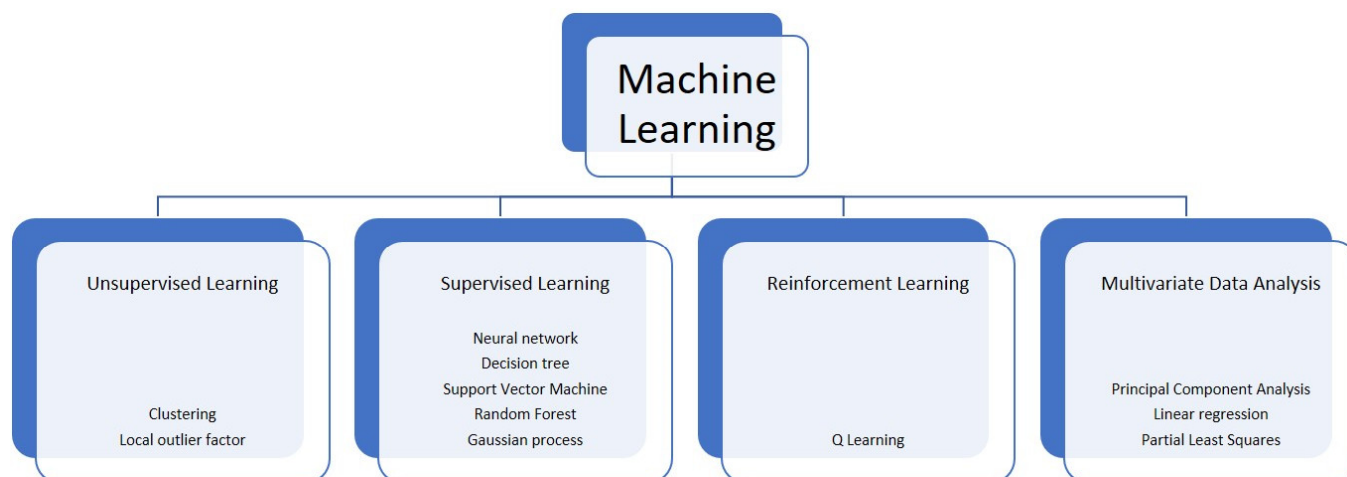 Machine
Learning
Unsupervised Learning
Clustering
Local outlier factor
Supervised Learning
Neural network
Decision tree
Support Vector Machine
Random Forest
Gaussian process
Reinforcement Learning
Q Learning
Multivariate Data Analysis
Principal Component Analysis
Linear regression
Partial Least Squares